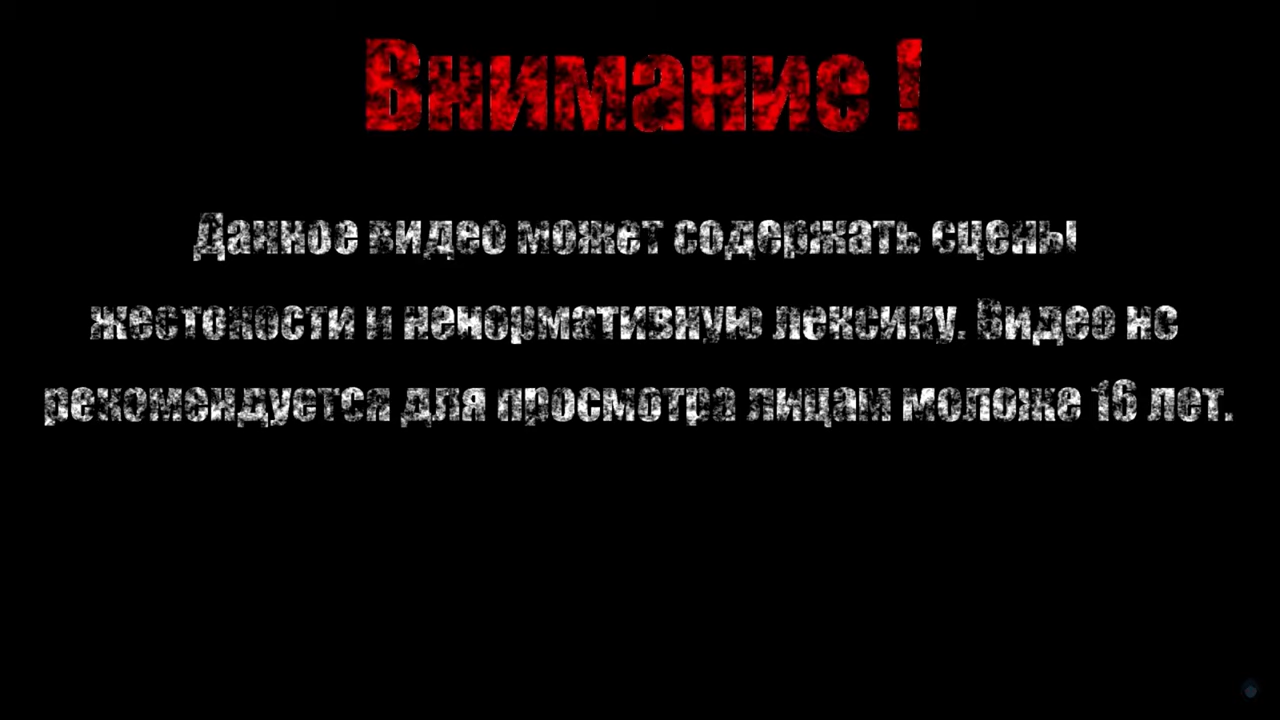 Внимание !
Данное видео может содержать сцены
жестокости и ненормативную лексику. Видео не
рекомендуется для просмотра лицам моложе 16 лет.